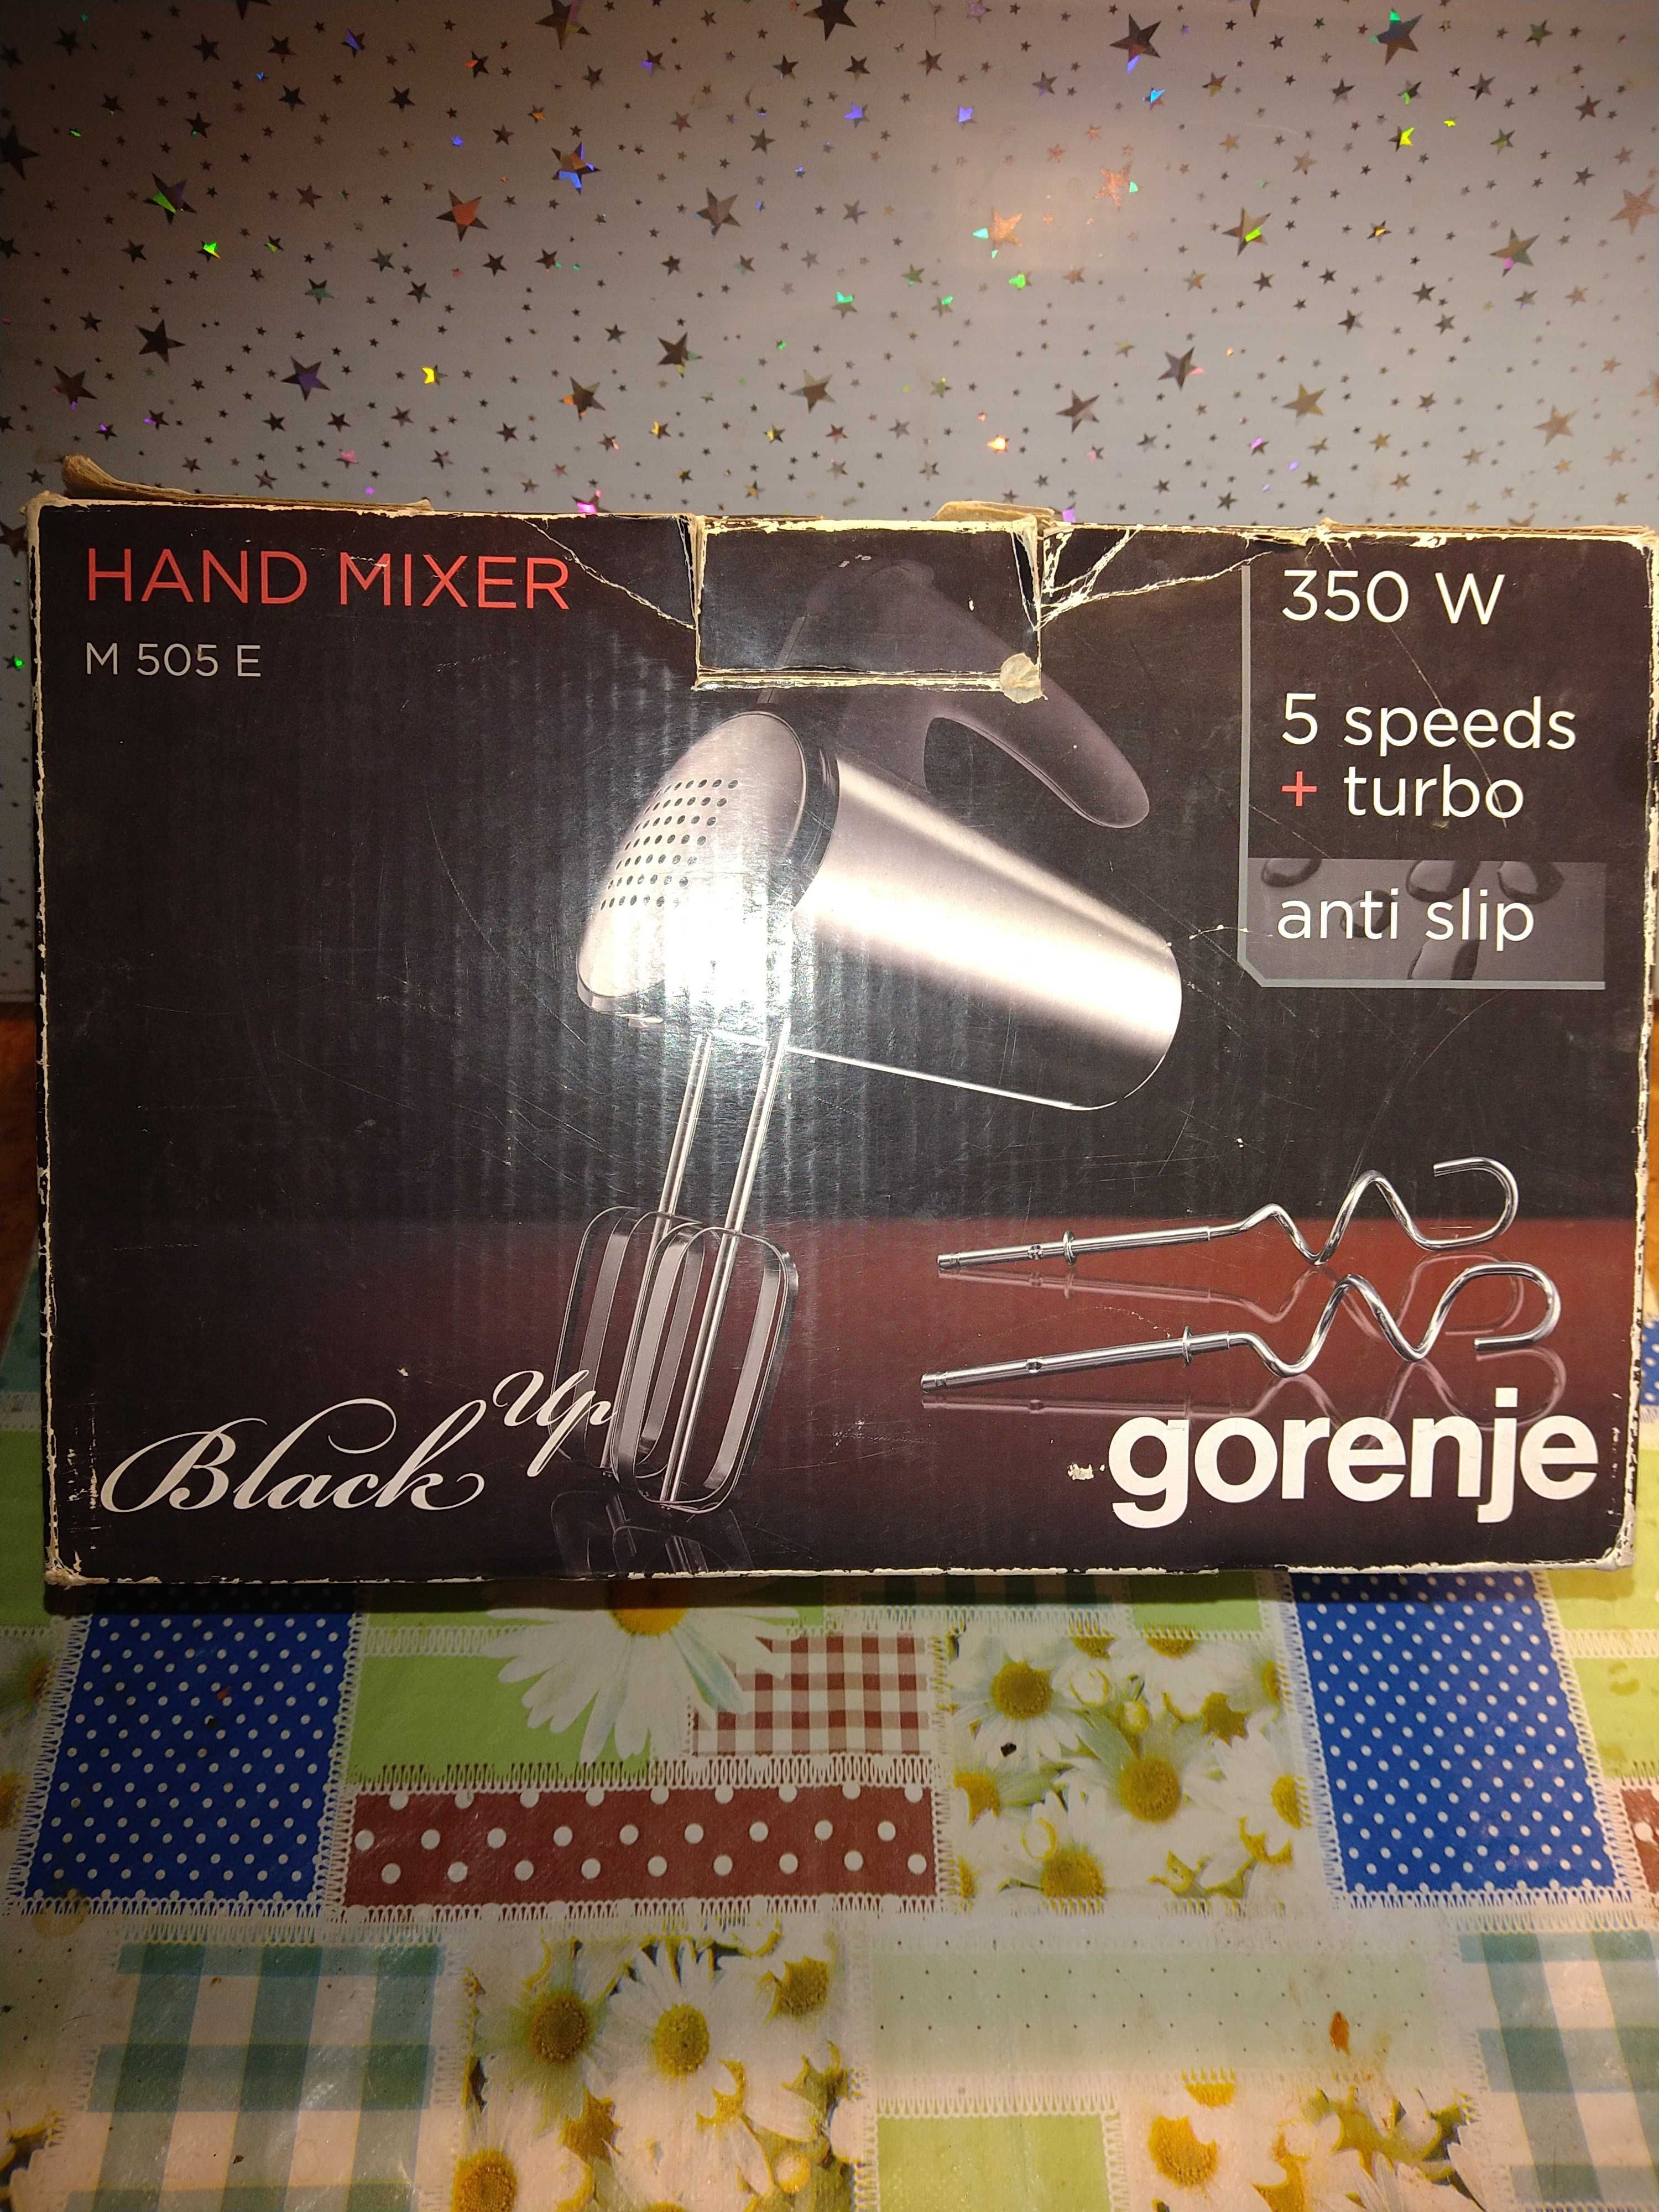 HAND MIXER
M 505 E
350 W
5 speeds
+ turbo
anti slip
Black Up
gorenje